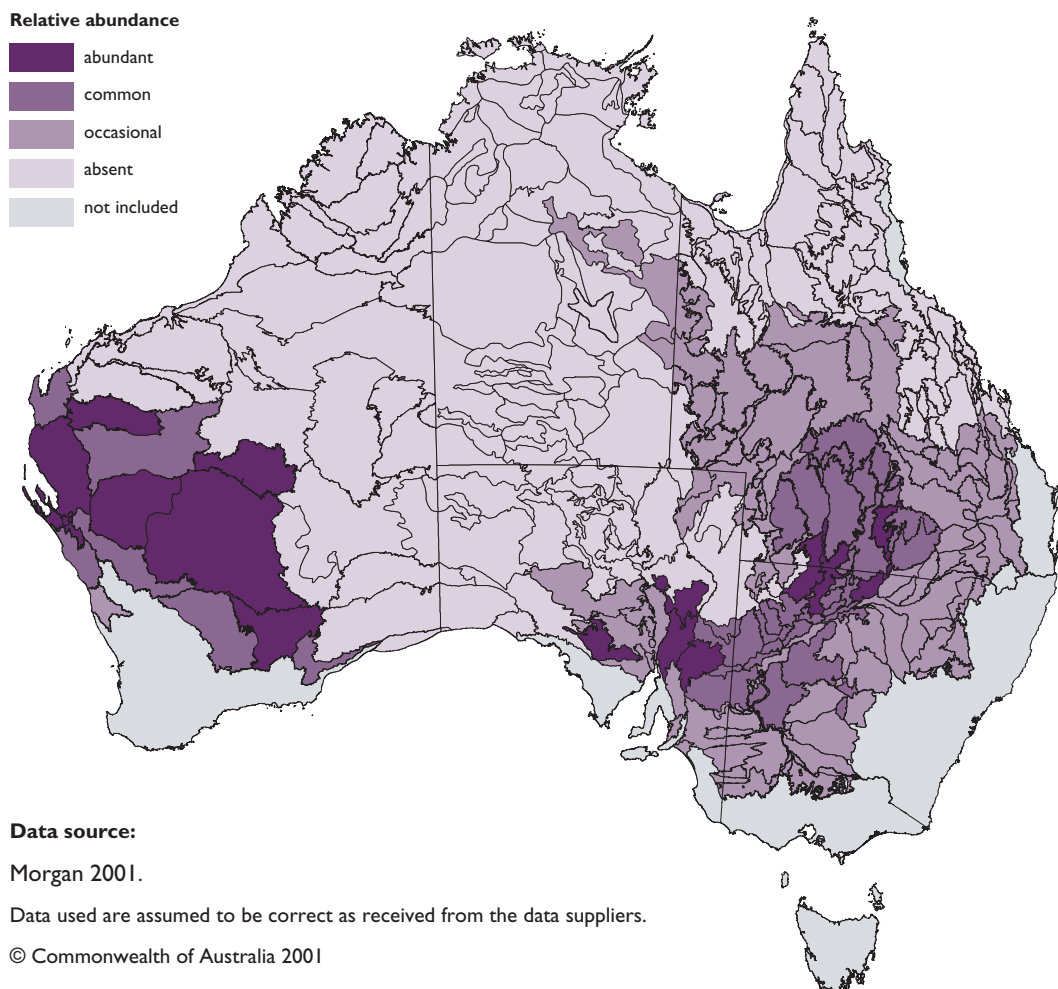 Relative abundance
abundant
common
occasional
absent
not included
Data source:
Morgan 2001.
Data used are assumed to be correct as received from the data suppliers.
© Commonwealth of Australia 2001